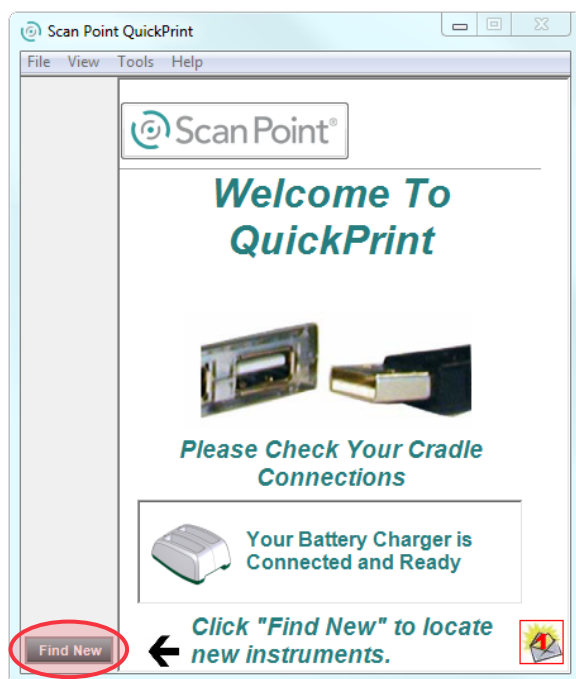 Scan Point QuickPrint
File View Tools Help
Scan Point®
Welcome To
QuickPrint
Please Check Your Cradle
Connections
Your Battery Charger is
Connected and Ready
Click "Find New" to locate
new instruments.
Find New